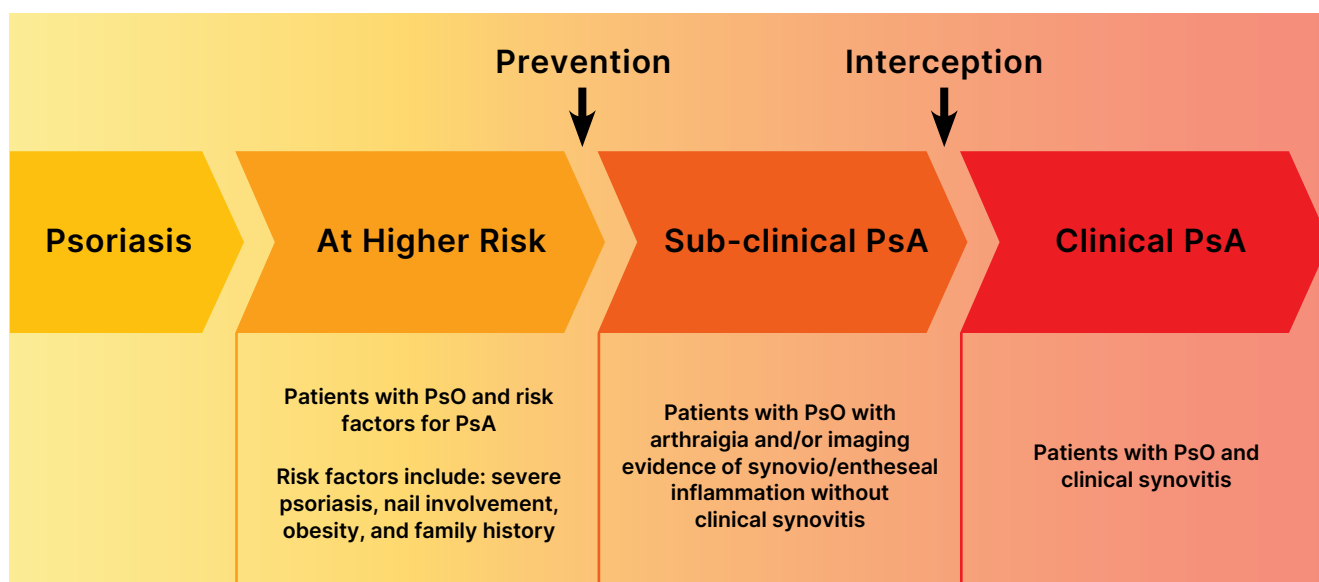 Prevention
Interception
Psoriasis
At Higher Risk
Sub-clinical PsA
Clinical PsA
Patients with PsO and risk
factors for PsA
Risk factors include: severe
psoriasis, nail involvement,
obesity, and family history
Patients with PsO with
arthraigia and/or imaging
evidence of synovio/entheseal
inflammation without
clinical synovitis
Patients with PsO and
clinical synovitis